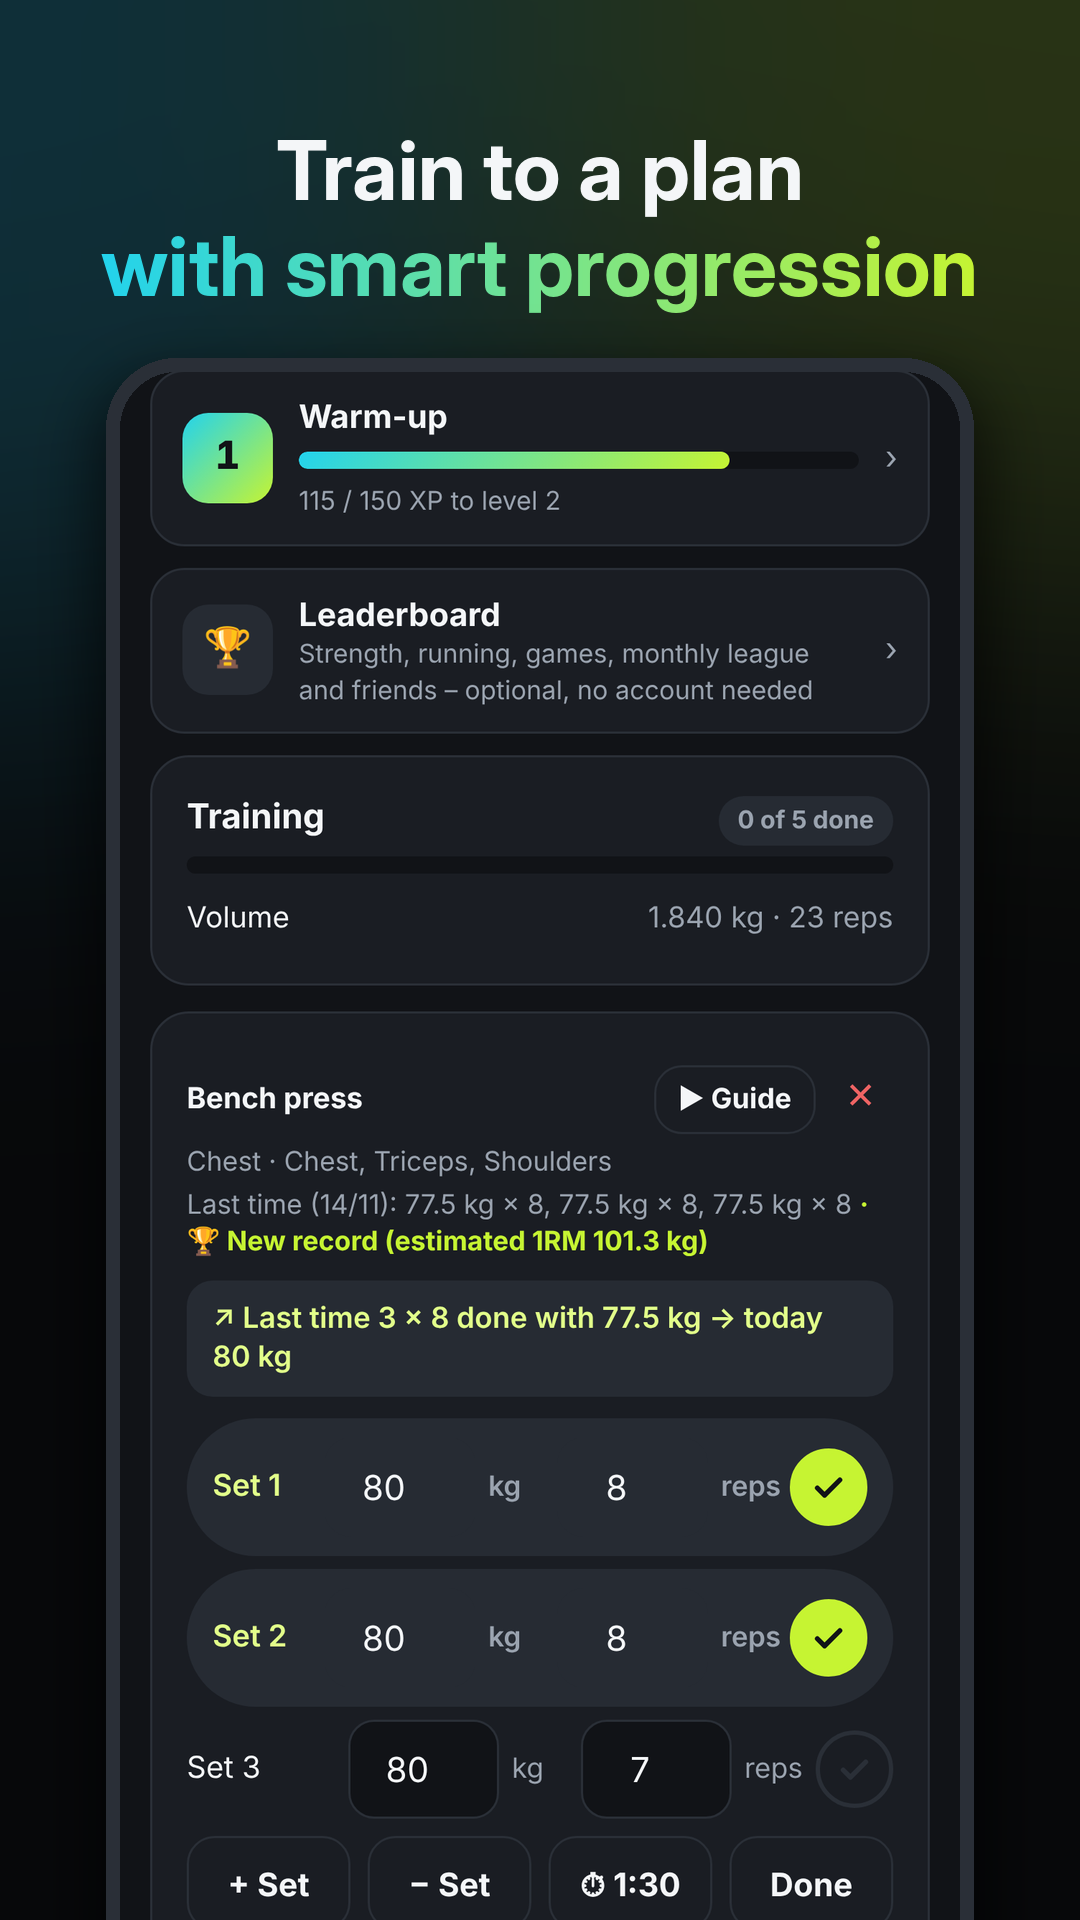 Train to a plan
with smart progression
1
Warm-up
115 / 150 XP to level 2
›
🏆
Leaderboard
Strength, running, games, monthly league
and friends – optional, no account needed
›
Training
0 of 5 done
Volume
1.840 kg · 23 reps
Bench press
▶ Guide
✕
Chest · Chest, Triceps, Shoulders
Last time (14/11): 77.5 kg × 8, 77.5 kg × 8, 77.5 kg × 8 ·
🏆 New record (estimated 1RM 101.3 kg)
↗ Last time 3 × 8 done with 77.5 kg → today
80 kg
Set 1 80 kg 8 reps ✓
Set 2 80 kg 8 reps ✓
Set 3 80 kg 7 reps ✓
+ Set
− Set
⏱ 1:30
Done